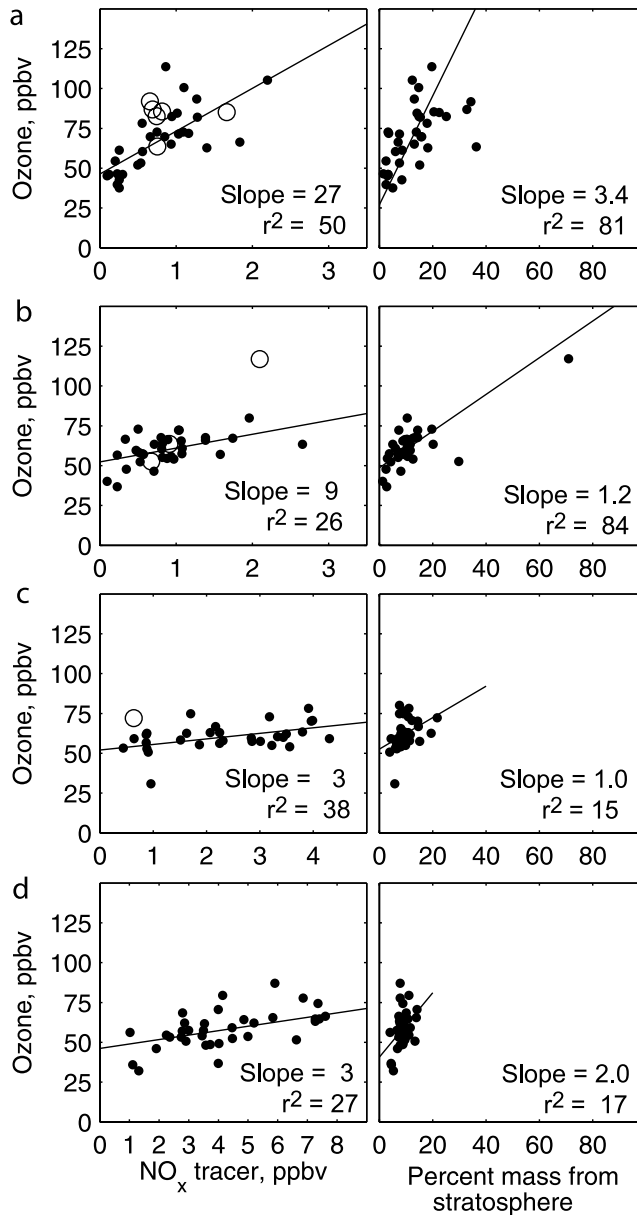 a
Ozone, ppbv
125
100
75
50
25
0
0 1 2 3
Slope = 27
r2 = 50
0 20 40 60 80
Slope = 3.4
r2 = 81
b
Ozone, ppbv
125
100
75
50
25
0
0 1 2 3
Slope = 9
r2 = 26
0 20 40 60 80
Slope = 1.2
r2 = 84
c
Ozone, ppbv
125
100
75
50
25
0
0 1 2 3 4
Slope = 3
r2 = 38
0 20 40 60 80
Slope = 1.0
r2 = 15
d
Ozone, ppbv
125
100
75
50
25
0
0 1 2 3 4 5 6 7 8
Slope = 3
r2 = 27
0 20 40 60 80
Slope = 2.0
r2 = 17
NOx tracer, ppbv
Percent mass from
stratosphere